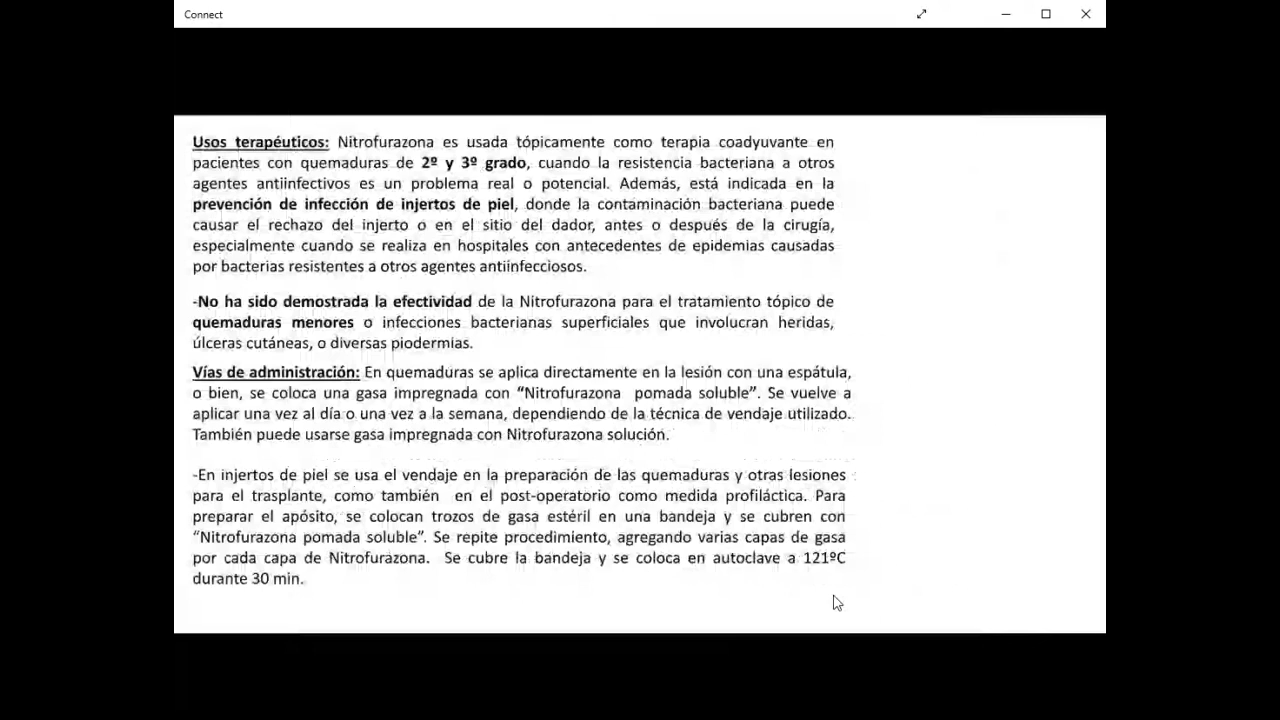 Connect
Usos terapéuticos: Nitrofurazona es usada tópicamente como terapia coadyuvante en
pacientes con quemaduras de 2º y 3º grado, cuando la resistencia bacteriana a otros
agentes antiinfectivos es un problema real o potencial. Además, está indicada en la
prevención de infección de injertos de piel, donde la contaminación bacteriana puede
causar el rechazo del injerto o en el sitio del dador, antes o después de la cirugía,
especialmente cuando se realiza en hospitales con antecedentes de epidemias causadas
por bacterias resistentes a otros agentes antiinfecciosos.
-No ha sido demostrada la efectividad de la Nitrofurazona para el tratamiento tópico de
quemaduras menores o infecciones bacterianas superficiales que involucran heridas,
úlceras cutáneas, o diversas piodermias.
Vías de administración: En quemaduras se aplica directamente en la lesión con una espátula,
o bien, se coloca una gasa impregnada con “Nitrofurazona pomada soluble”. Se vuelve a
aplicar una vez al día o una vez a la semana, dependiendo de la técnica de vendaje utilizado.
También puede usarse gasa impregnada con Nitrofurazona solución.
-En injertos de piel se usa el vendaje en la preparación de las quemaduras y otras lesiones
para el trasplante, como también en el post-operatorio como medida profiláctica. Para
preparar el apósito, se colocan trozos de gasa estéril en una bandeja y se cubren con
“Nitrofurazona pomada soluble”. Se repite procedimiento, agregando varias capas de gasa
por cada capa de Nitrofurazona. Se cubre la bandeja y se coloca en autoclave a 121ºC
durante 30 min.